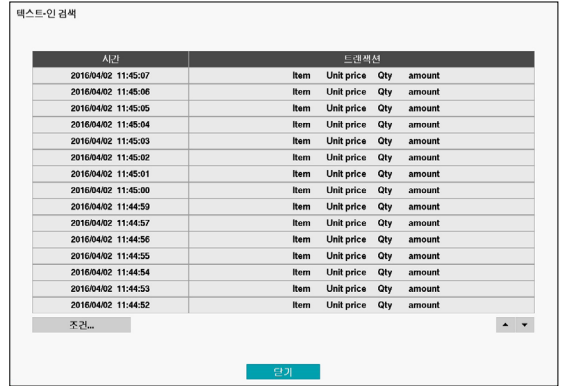 텍스트-인 검색
시간 트랜잭션
2016/04/02 11:45:07 Item Unit price Qty amount
2016/04/02 11:45:06 Item Unit price Qty amount
2016/04/02 11:45:05 Item Unit price Qty amount
2016/04/02 11:45:04 Item Unit price Qty amount
2016/04/02 11:45:03 Item Unit price Qty amount
2016/04/02 11:45:02 Item Unit price Qty amount
2016/04/02 11:45:01 Item Unit price Qty amount
2016/04/02 11:45:00 Item Unit price Qty amount
2016/04/02 11:44:59 Item Unit price Qty amount
2016/04/02 11:44:57 Item Unit price Qty amount
2016/04/02 11:44:56 Item Unit price Qty amount
2016/04/02 11:44:55 Item Unit price Qty amount
2016/04/02 11:44:54 Item Unit price Qty amount
2016/04/02 11:44:53 Item Unit price Qty amount
2016/04/02 11:44:52 Item Unit price Qty amount
조건...
닫기